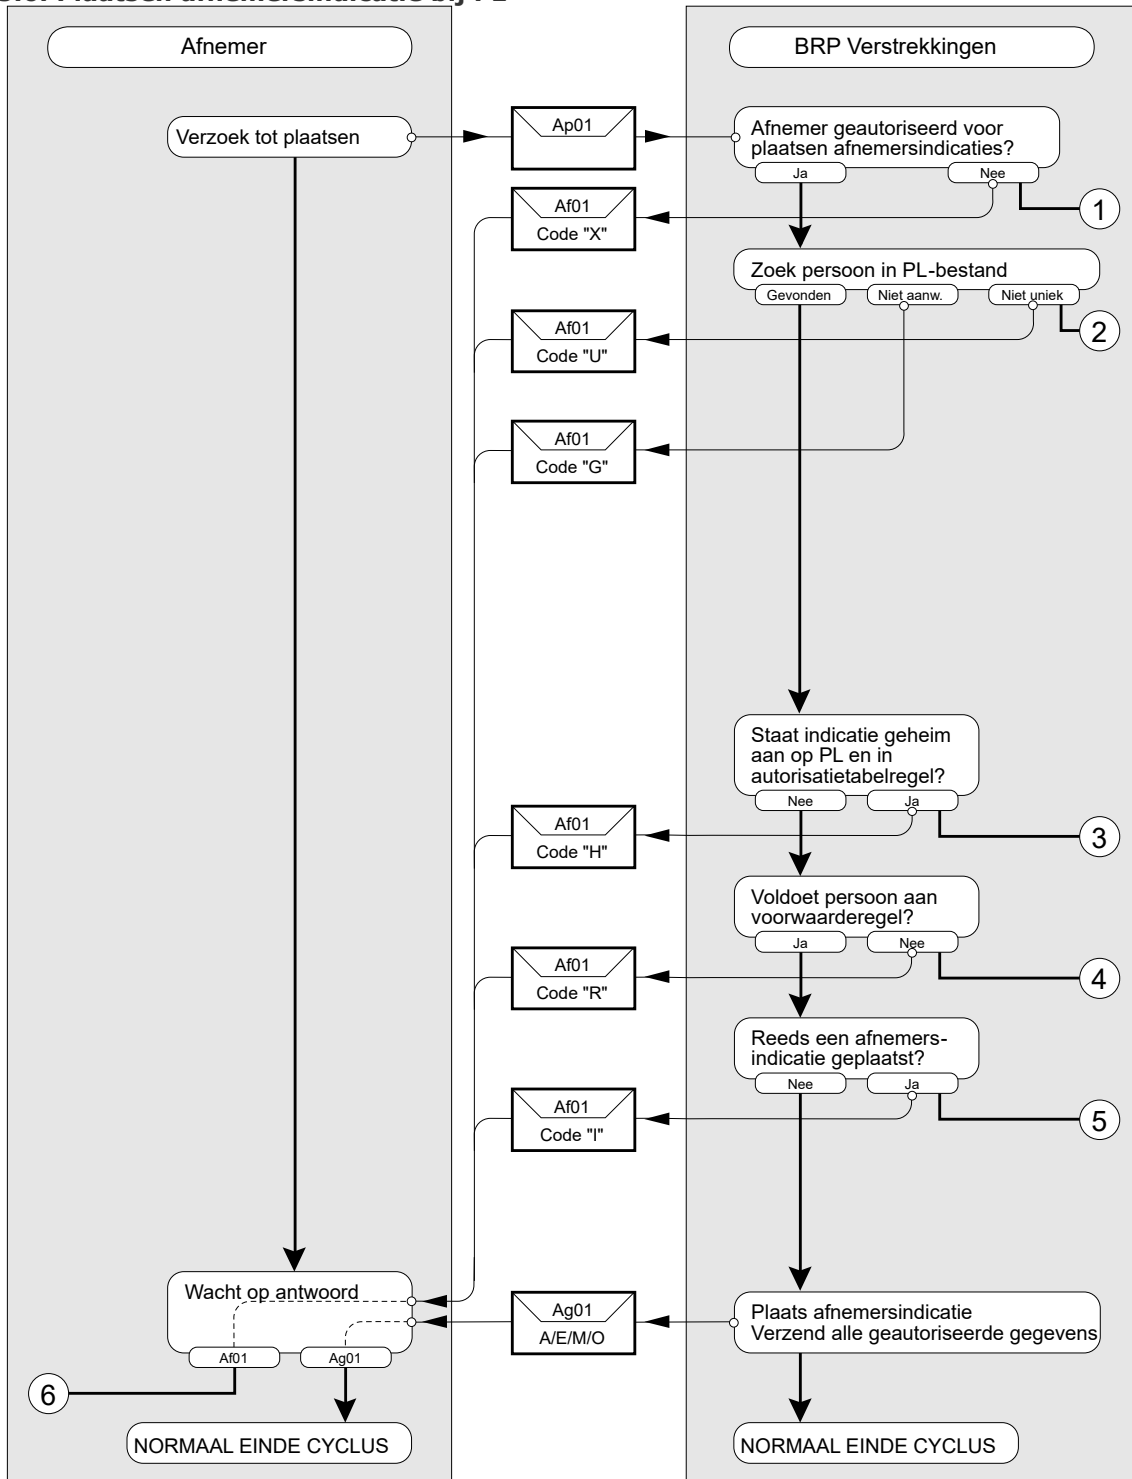 Afnemer
BRP Verstrekkingen
Verzoek tot plaatsen
Ap01
Afnemer geautoriseerd voor
plaatsen afnemersindicaties?
Ja
Nee
Af01
Code "X"
1
Zoek persoon in PL-bestand
Gevonden
Niet aanw.
Niet uniek
Af01
Code "U"
2
Af01
Code "G"
Staat indicatie geheim
aan op PL en in
autorisatietabelregel?
Nee
Ja
Af01
Code "H"
3
Voldoet persoon aan
voorwaarderegel?
Ja
Nee
Af01
Code "R"
4
Reeds een afnemers-
indicatie geplaatst?
Nee
Ja
Af01
Code "I"
5
Wacht op antwoord
Af01
Ag01
Ag01
A/E/M/O
Plaats afnemersindicatie
Verzend alle geautoriseerde gegevens
6
NORMAAL EINDE CYCLUS
NORMAAL EINDE CYCLUS